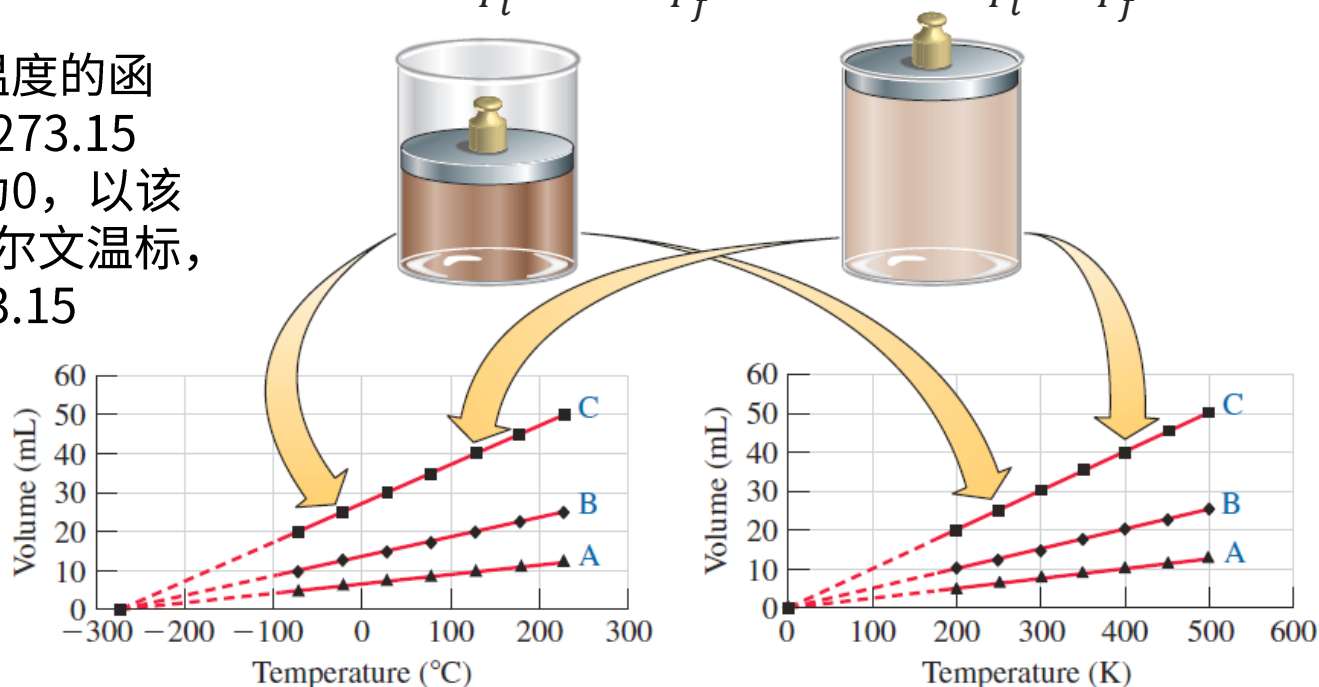 温度的函
273.15
为0，以该
尔文温标，
3.15
60
50
40
30
20
10
0
Volume (mL)
C
B
A
−300 −200 −100 0 100 200 300
Temperature (°C)
60
50
40
30
20
10
0
Volume (mL)
C
B
A
0 100 200 300 400 500 600
Temperature (K)